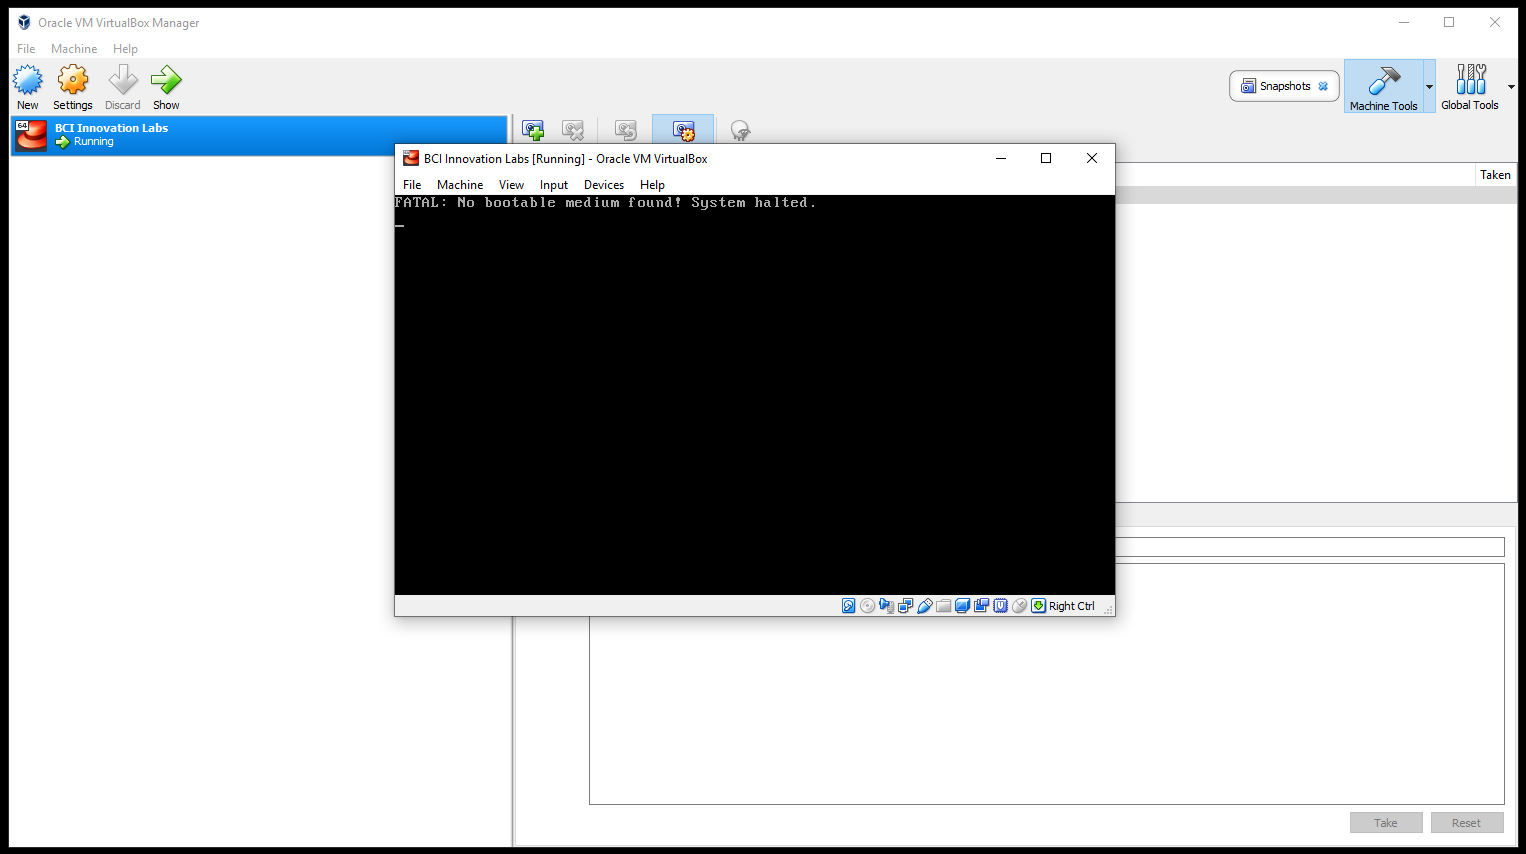 Oracle VM VirtualBox Manager
File Machine Help
New Settings Discard Show
Snapshots
Machine Tools
Global Tools
64
BCI Innovation Labs
Running
Taken
BCI Innovation Labs [Running] - Oracle VM VirtualBox
File Machine View Input Devices Help
FATAL: No bootable medium found! System halted.
Right Ctrl
Take Reset